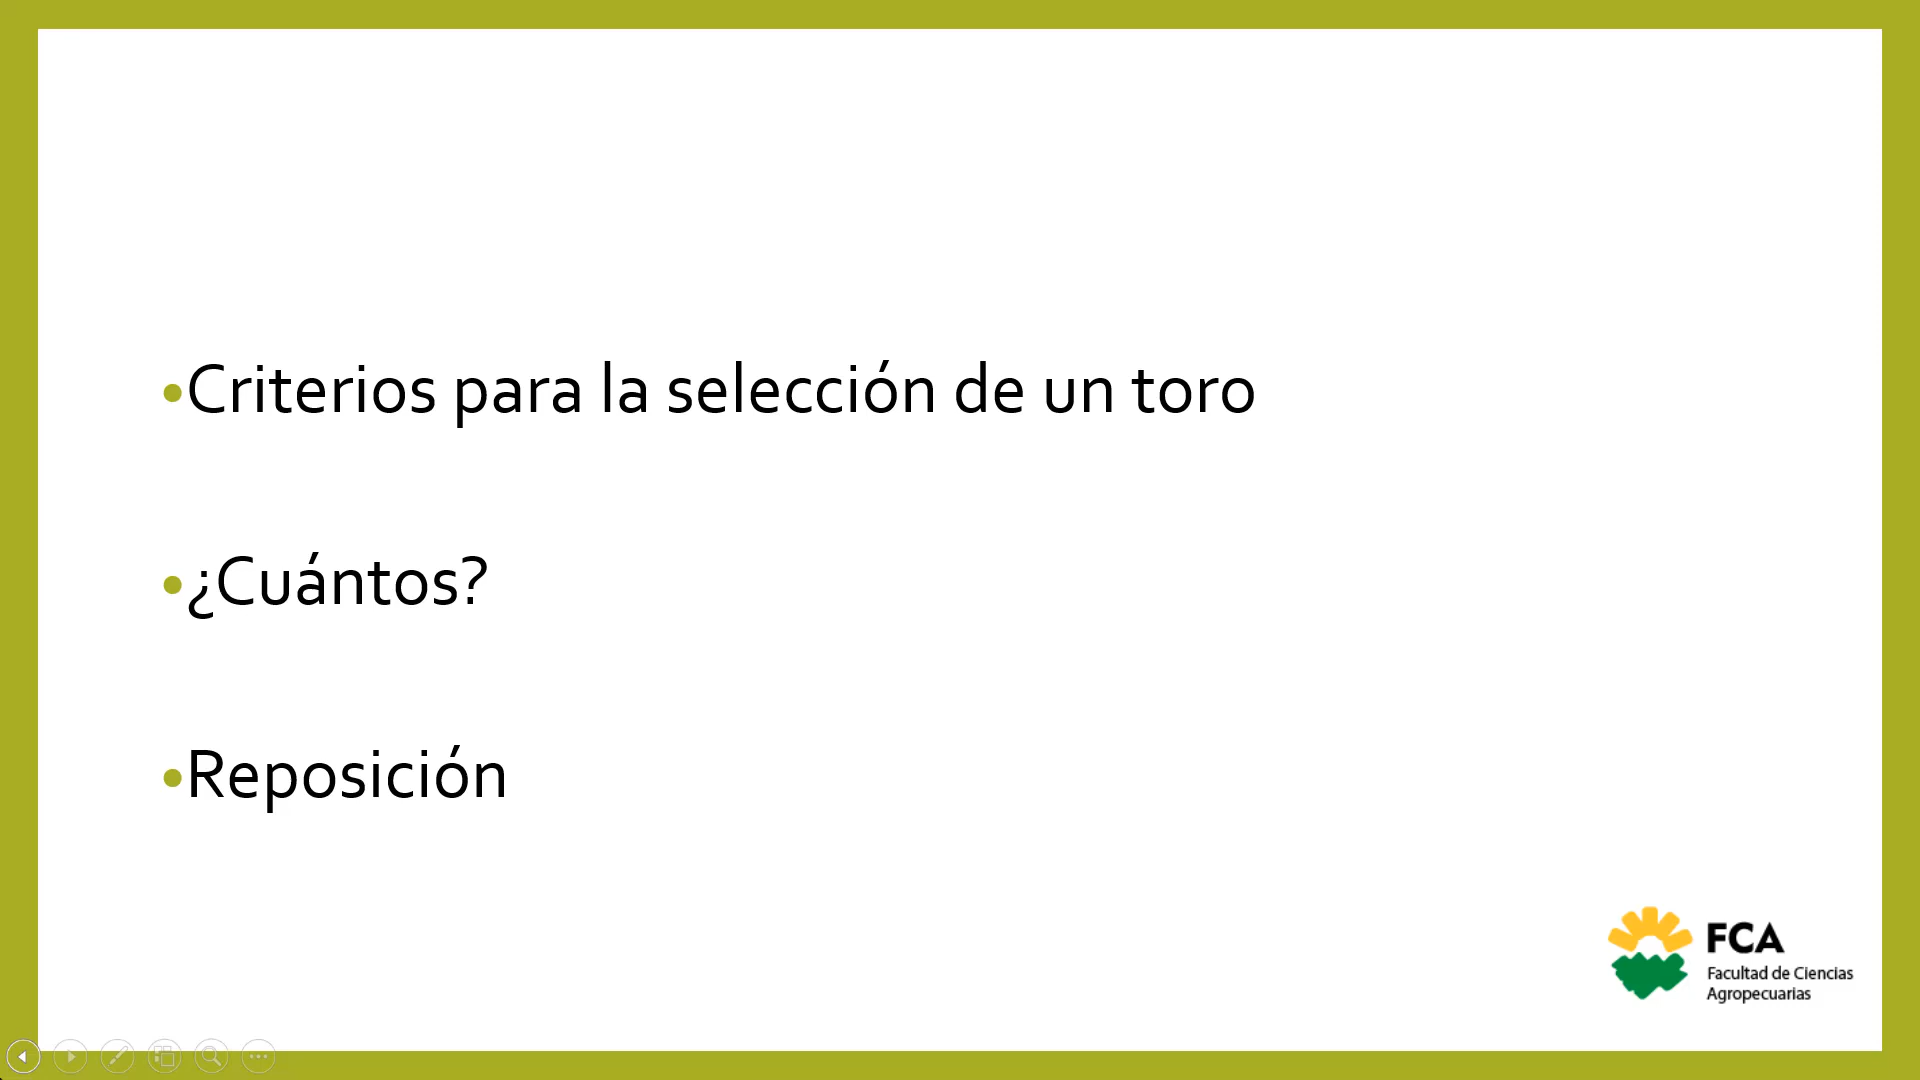 •Criterios para la selección de un toro
•¿Cuántos?
•Reposición
FCA
Facultad de Ciencias
Agropecuarias